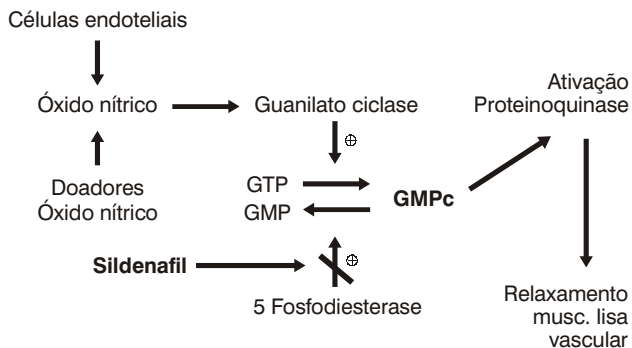 Células endoteliais
Óxido nítrico
Guanilato ciclase
Ativação
Proteinoquinase
⊕
Doadores
Óxido nítrico
GTP
GMP
GMPc
Sildenafil
⊕
5 Fosfodiesterase
Relaxamento
musc. lisa
vascular